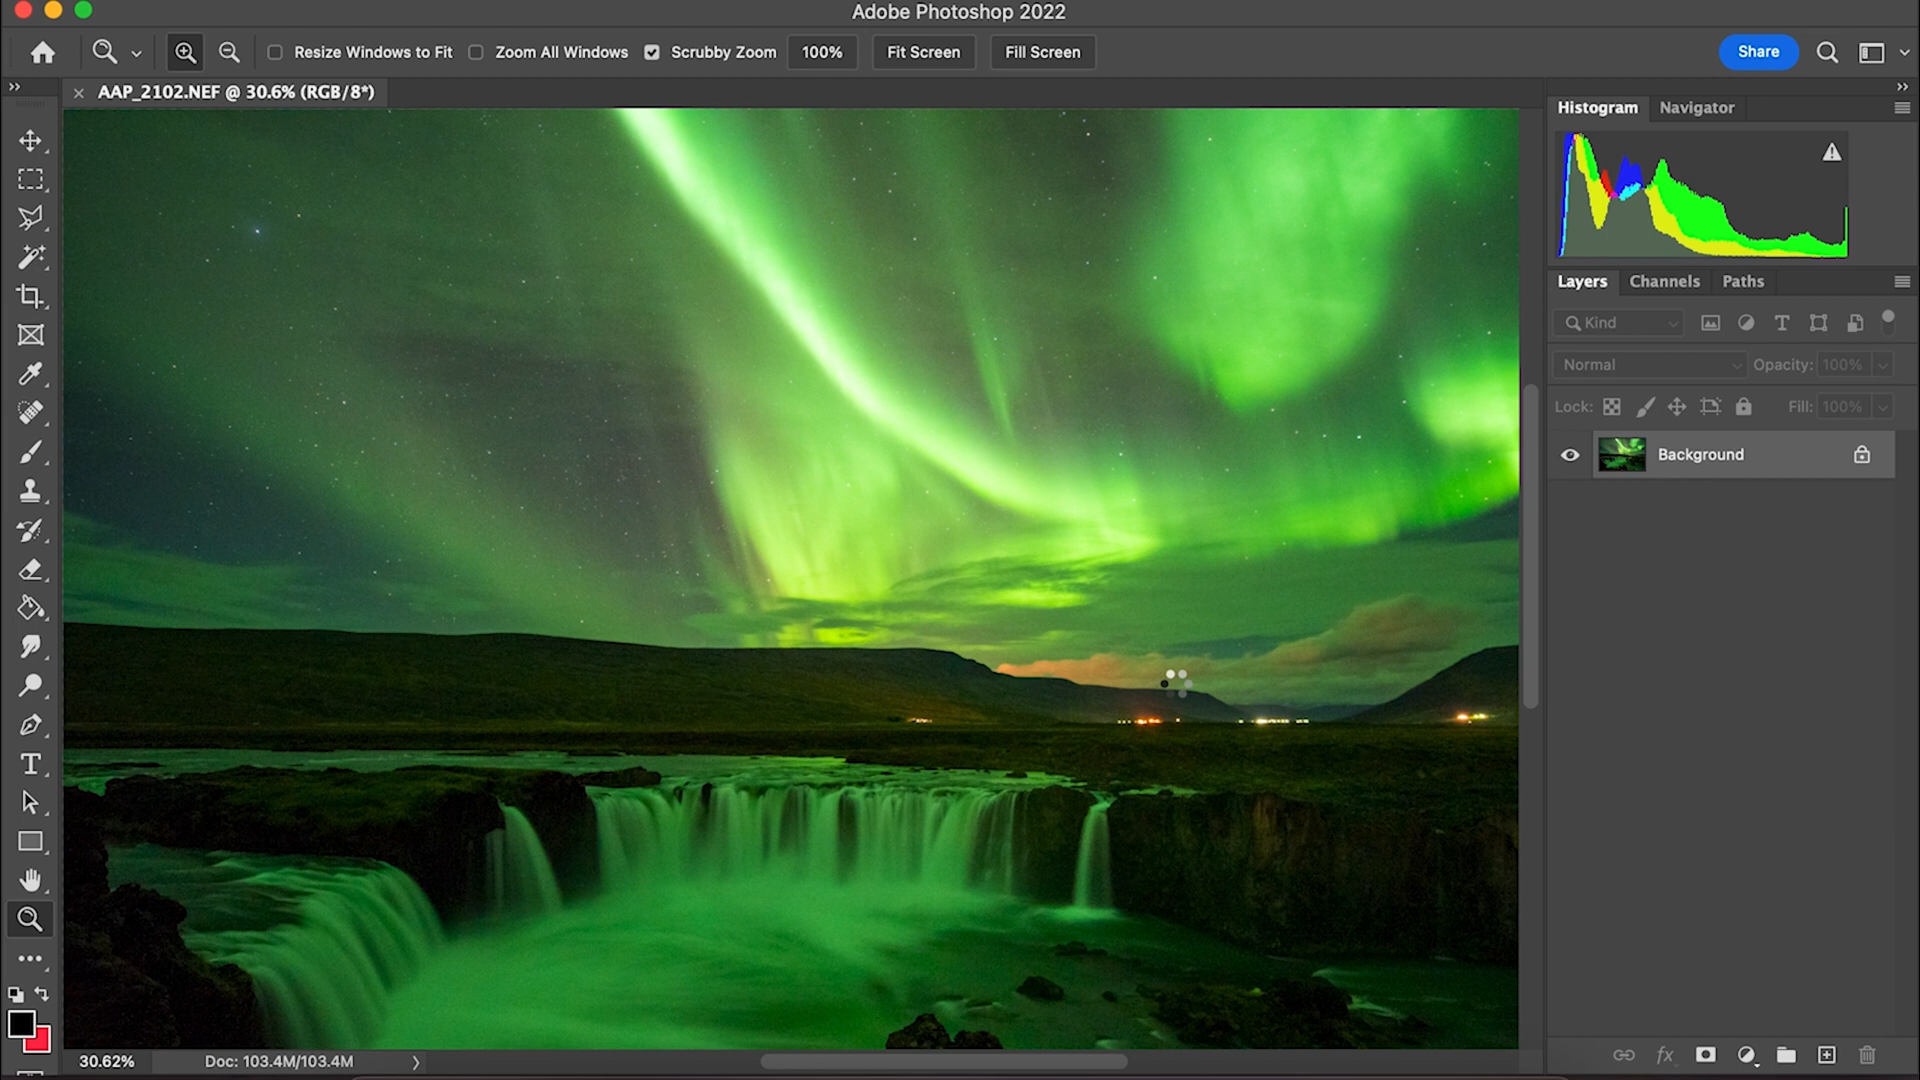 Adobe Photoshop 2022
Resize Windows to Fit
Zoom All Windows
Scrubby Zoom
100%
Fit Screen
Fill Screen
Share
AAP_2102.NEF @ 30.6% (RGB/8*)
Histogram
Navigator
Layers
Channels
Paths
Kind
Normal
Opacity: 100%
Lock:
Fill: 100%
Background
fx
30.62%
Doc: 103.4M/103.4M